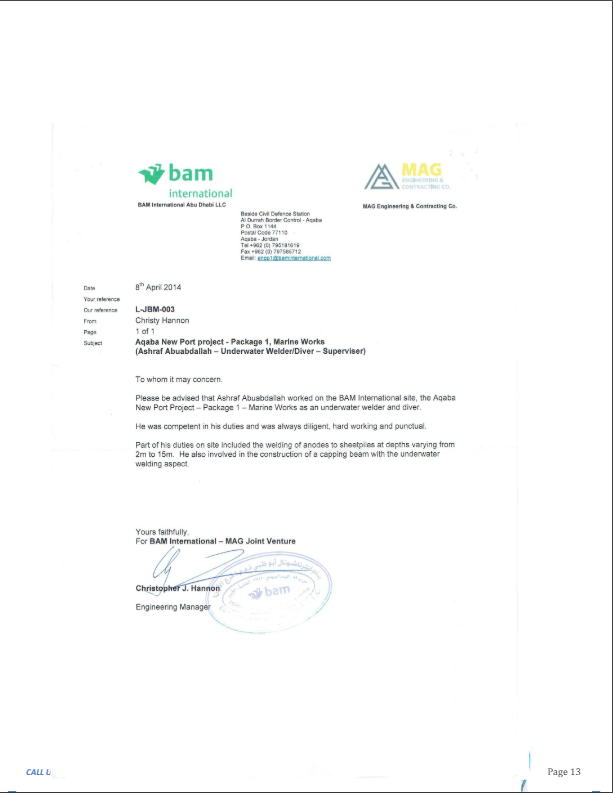 bam
international
BAM International Abu Dhabi LLC
MAG
ENGINEERING &
CONTRACTING CO.
MAG Engineering & Contracting Co.
Beside Civil Defence Station
Al Durrah Border Control - Aqaba
P.O. Box 1144
Postal Code 77110
Aqaba - Jordan
Tel +962 (0) 795181619
Fax +962 (0) 797585712
Date 8th April 2014
Your reference
Our reference L-JBM-003
From Christy Hannon
Page 1 of 1
Subject Aqaba New Port project - Package 1, Marine Works
(Ashraf Abuabdallah – Underwater Welder/Diver – Superviser)
To whom it may concern.
Please be advised that Ashraf Abuabdallah worked on the BAM International site, the Aqaba
New Port Project – Package 1 – Marine Works as an underwater welder and diver.
He was competent in his duties and was always diligent, hard working and punctual.
Part of his duties on site included the welding of anodes to sheetpiles at depths varying from
2m to 15m. He also involved in the construction of a capping beam with the underwater
welding aspect.
Yours faithfully,
For BAM International – MAG Joint Venture
Christopher J. Hannon
bam
Engineering Manager
CALL U
Page 13